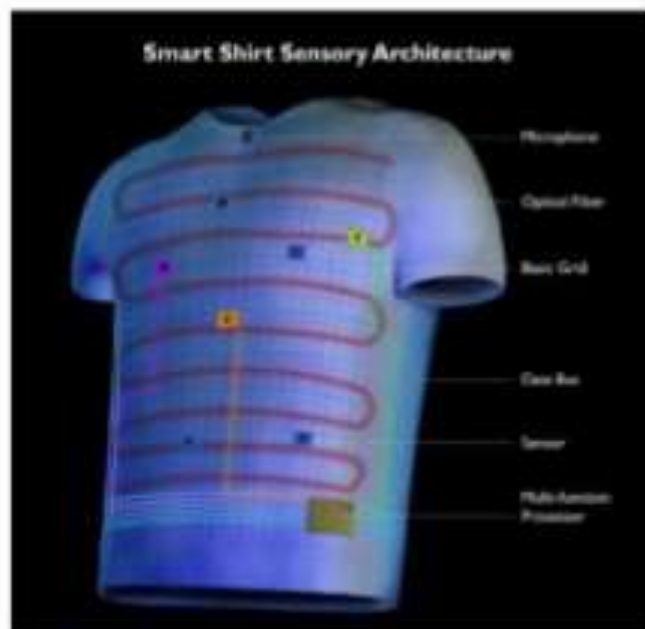 Smart Shirt Sensory Architecture
Microphone
Optical Fiber
Basic Grid
Data Bus
Sensor
Multi-function
Processor